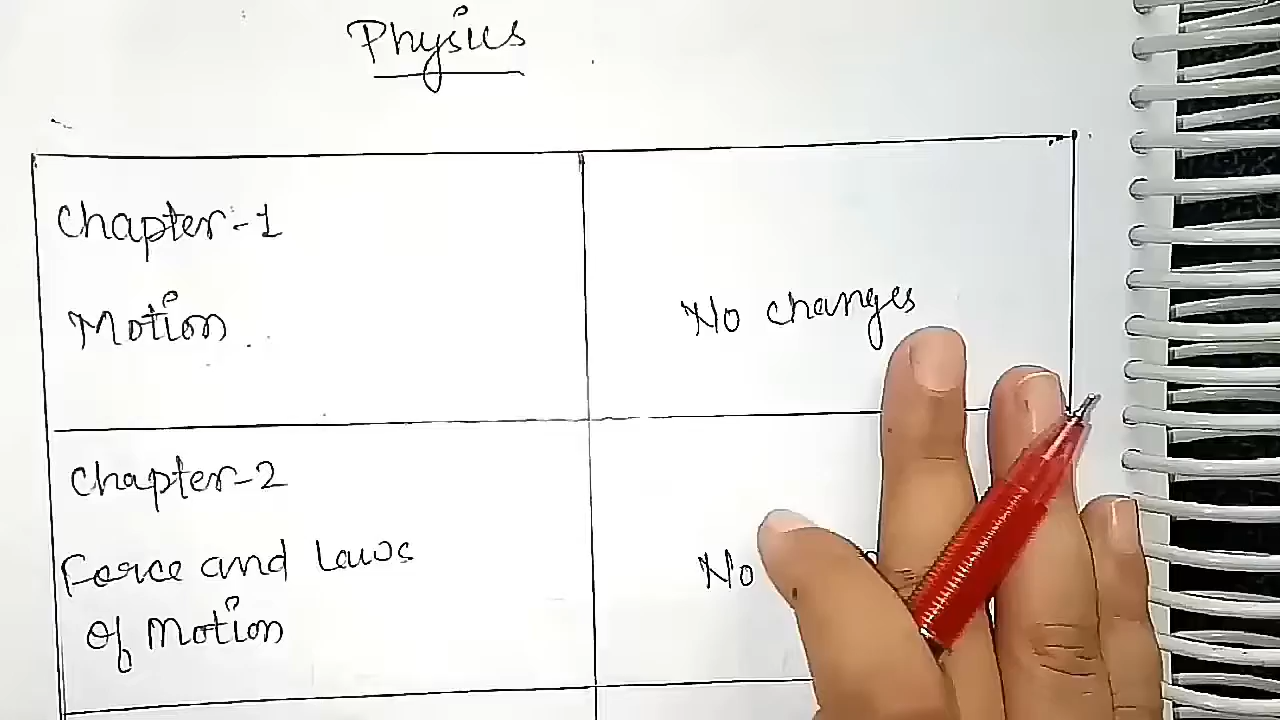 Physics
Chapter-1
Motion
No changes
Chapter-2
Force and Laws
of Motion
No